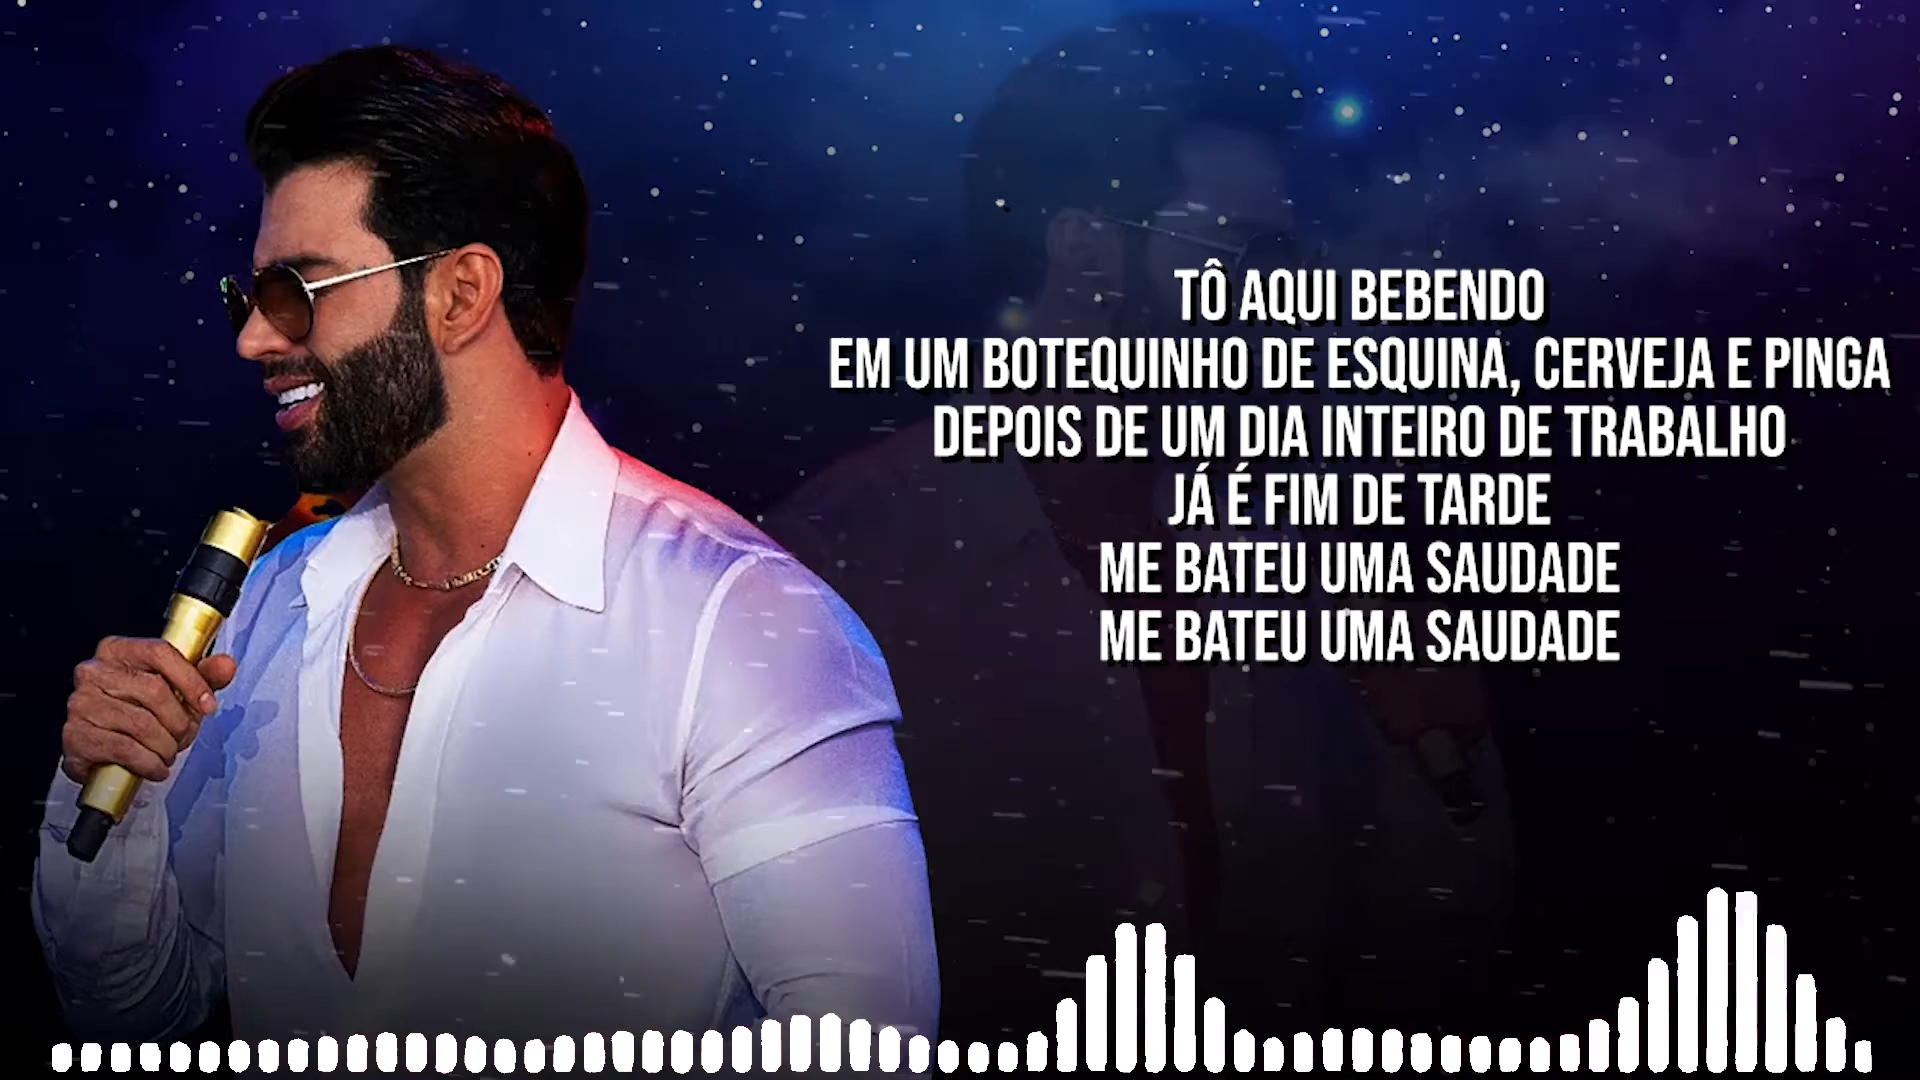 TÔ AQUI BEBENDO
EM UM BOTEQUINHO DE ESQUINA, CERVEJA E PINGA
DEPOIS DE UM DIA INTEIRO DE TRABALHO
JÁ É FIM DE TARDE
ME BATEU UMA SAUDADE
ME BATEU UMA SAUDADE